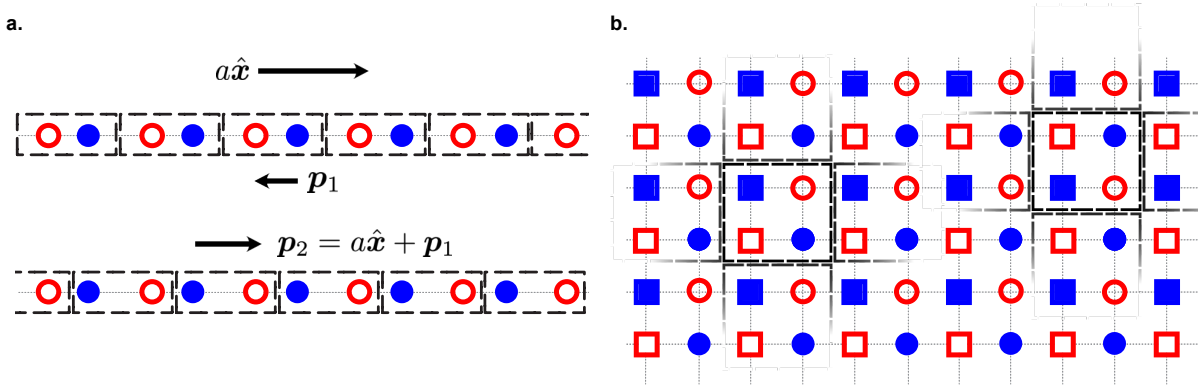 a.
b.
a𝒙̂
𝒑₁
𝒑₂ = a𝒙̂ + 𝒑₁